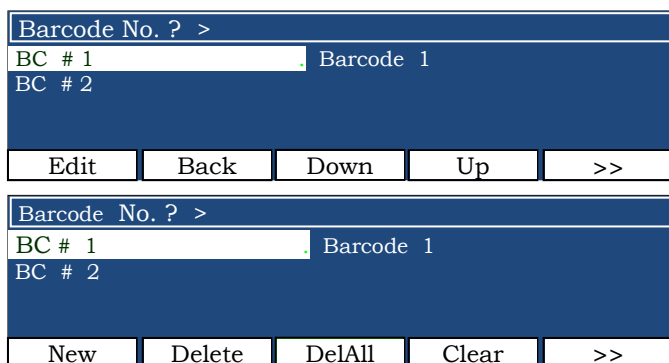 Barcode No. ? >
BC # 1 . Barcode 1
BC # 2
Edit Back Down Up >>
Barcode No. ? >
BC # 1 . Barcode 1
BC # 2
New Delete DelAll Clear >>